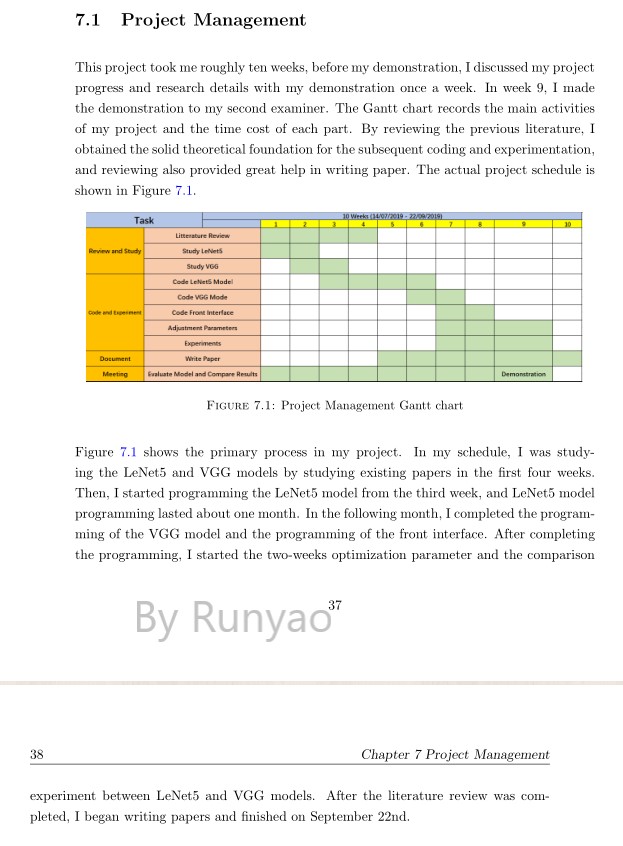 7.1 Project Management
This project took me roughly ten weeks, before my demonstration, I discussed my project
progress and research details with my demonstration once a week. In week 9, I made
the demonstration to my second examiner. The Gantt chart records the main activities
of my project and the time cost of each part. By reviewing the previous literature, I
obtained the solid theoretical foundation for the subsequent coding and experimentation,
and reviewing also provided great help in writing paper. The actual project schedule is
shown in Figure 7.1.
Task
10 Weeks (14/07/2019 - 22/09/2019)
1 2 3 4 5 6 7 8 9 10
Review and Study
Litterature Review
Study LeNet5
Study VGG
Code and Experiment
Code LeNet5 Model
Code VGG Mode
Code Front Interface
Adjustment Parameters
Experiments
Document
Write Paper
Meeting
Evaluate Model and Compare Results
Demonstration
Figure 7.1: Project Management Gantt chart
Figure 7.1 shows the primary process in my project. In my schedule, I was study-
ing the LeNet5 and VGG models by studying existing papers in the first four weeks.
Then, I started programming the LeNet5 model from the third week, and LeNet5 model
programming lasted about one month. In the following month, I completed the program-
ming of the VGG model and the programming of the front interface. After completing
the programming, I started the two-weeks optimization parameter and the comparison
37
By Runyao
38 Chapter 7 Project Management
experiment between LeNet5 and VGG models. After the literature review was com-
pleted, I began writing papers and finished on September 22nd.